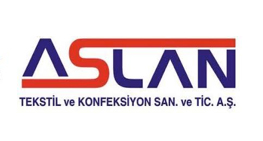 ASLAN
TEKSTİL ve KONFEKSİYON SAN. ve TİC. A.Ş.